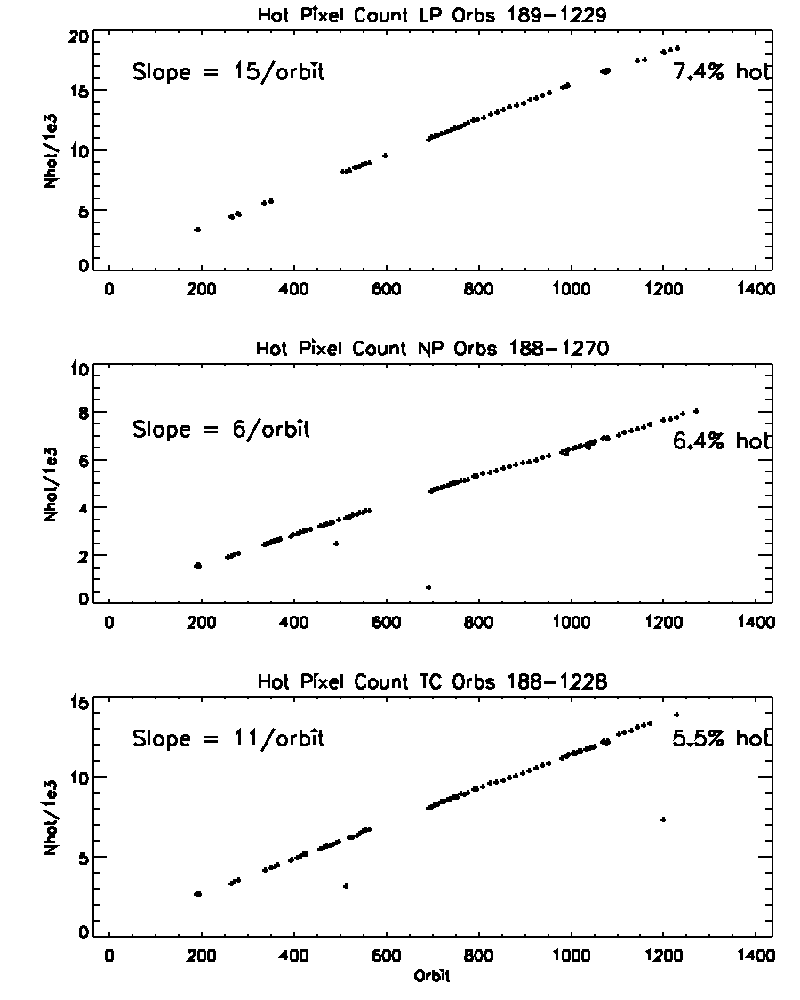 Hot Pixel Count LP Orbs 189-1229
20
Slope = 15/orbit
7.4% hot
15
Nhot/1e3
10
5
0
0 200 400 600 800 1000 1200 1400
Hot Pixel Count NP Orbs 188-1270
10
8
Slope = 6/orbit
6.4% hot
6
Nhot/1e3
4
2
0
0 200 400 600 800 1000 1200 1400
Hot Pixel Count TC Orbs 188-1228
15
Slope = 11/orbit
5.5% hot
10
Nhot/1e3
5
0
0 200 400 600 800 1000 1200 1400
Orbit